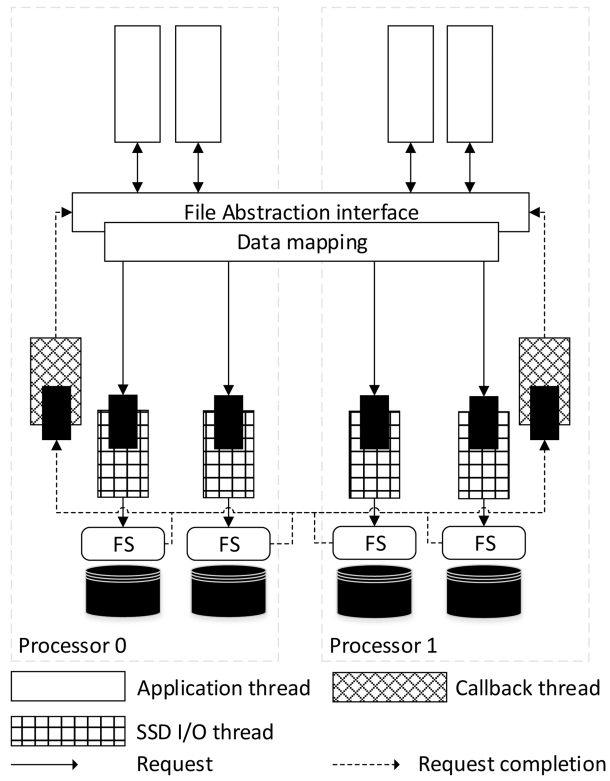 File Abstraction interface
Data mapping
FS FS FS FS
Processor 0 Processor 1
Application thread Callback thread
SSD I/O thread
Request Request completion